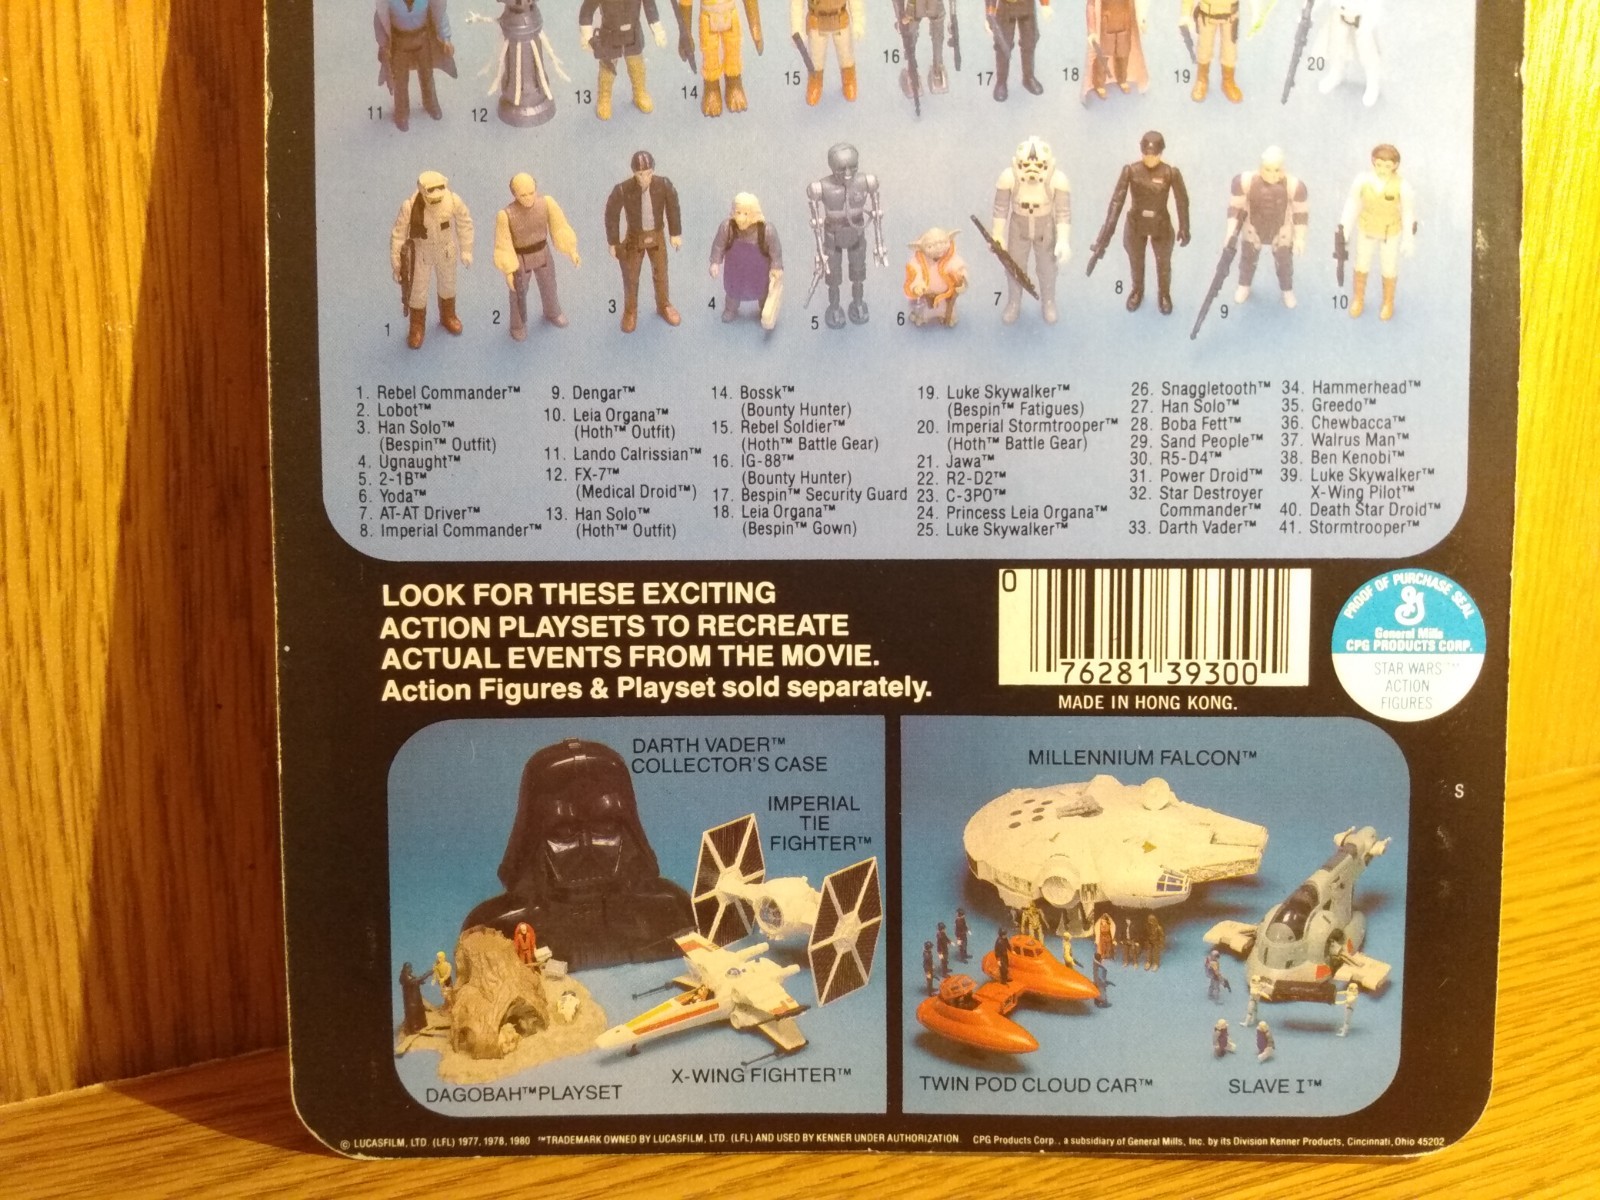 11
12
13
14
15
16
17
18
19
20
1
2
3
4
5
6
7
8
9
10
1. Rebel Commander™
2. Lobot™
3. Han Solo™
(Bespin™ Outfit)
4. Ugnaught™
5. 2-1B™
6. Yoda™
7. AT-AT Driver™
8. Imperial Commander™
9. Dengar™
10. Leia Organa™
(Hoth™ Outfit)
11. Lando Calrissian™
12. FX-7™
(Medical Droid™)
13. Han Solo™
(Hoth™ Outfit)
14. Bossk™
(Bounty Hunter)
15. Rebel Soldier™
(Hoth™ Battle Gear)
16. IG-88™
(Bounty Hunter)
17. Bespin™ Security Guard
18. Leia Organa™
(Bespin™ Gown)
19. Luke Skywalker™
(Bespin™ Fatigues)
20. Imperial Stormtrooper™
(Hoth™ Battle Gear)
21. Jawa™
22. R2-D2™
23. C-3PO™
24. Princess Leia Organa™
25. Luke Skywalker™
26. Snaggletooth™
27. Han Solo™
28. Boba Fett™
29. Sand People™
30. R5-D4™
31. Power Droid™
32. Star Destroyer
Commander™
33. Darth Vader™
34. Hammerhead™
35. Greedo™
36. Chewbacca™
37. Walrus Man™
38. Ben Kenobi™
39. Luke Skywalker™
X-Wing Pilot™
40. Death Star Droid™
41. Stormtrooper™
LOOK FOR THESE EXCITING
ACTION PLAYSETS TO RECREATE
ACTUAL EVENTS FROM THE MOVIE.
Action Figures & Playset sold separately.
0
76281 39300
MADE IN HONG KONG.
PROOF OF PURCHASE SEAL
G
General Mills
CPG PRODUCTS CORP.
STAR WARS™
ACTION
FIGURES
DARTH VADER™
COLLECTOR'S CASE
IMPERIAL
TIE
FIGHTER™
X-WING FIGHTER™
DAGOBAH™ PLAYSET
MILLENNIUM FALCON™
TWIN POD CLOUD CAR™
SLAVE I™
S
© LUCASFILM, LTD (LFL) 1977, 1978, 1980 ™TRADEMARK OWNED BY LUCASFILM, LTD. (LFL) AND USED BY KENNER UNDER AUTHORIZATION. CPG Products Corp., a subsidiary of General Mills, Inc. by its Division Kenner Products, Cincinnati, Ohio 45202